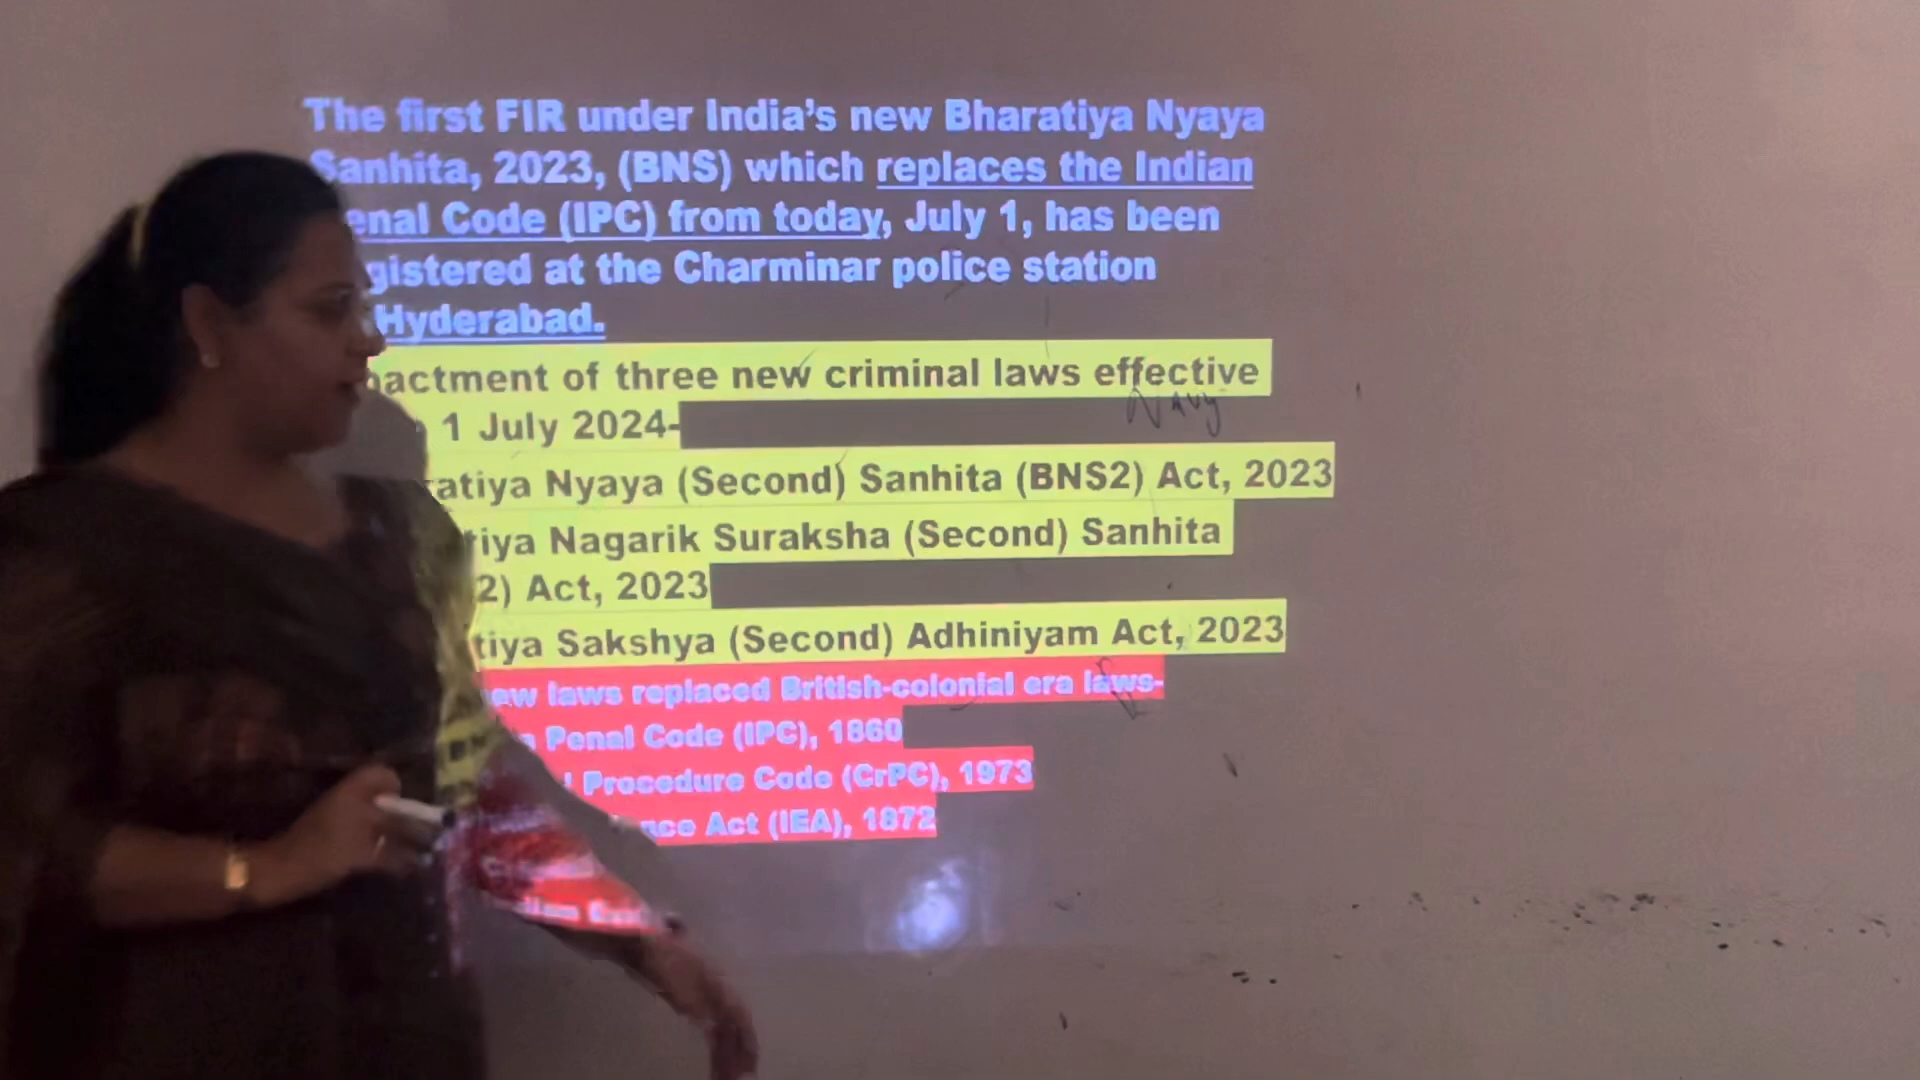 The first FIR under India's new Bharatiya Nyaya
Sanhita, 2023, (BNS) which replaces the Indian
enal Code (IPC) from today, July 1, has been
gistered at the Charminar police station
Hyderabad.
actment of three new criminal laws effective
1 July 2024-
Navy
atiya Nyaya (Second) Sanhita (BNS2) Act, 2023
tiya Nagarik Suraksha (Second) Sanhita
2) Act, 2023
tiya Sakshya (Second) Adhiniyam Act, 2023
ew laws replaced British-colonial era laws-
Penal Code (IPC), 1860
Procedure Code (CrPC), 1973
nce Act (IEA), 1872